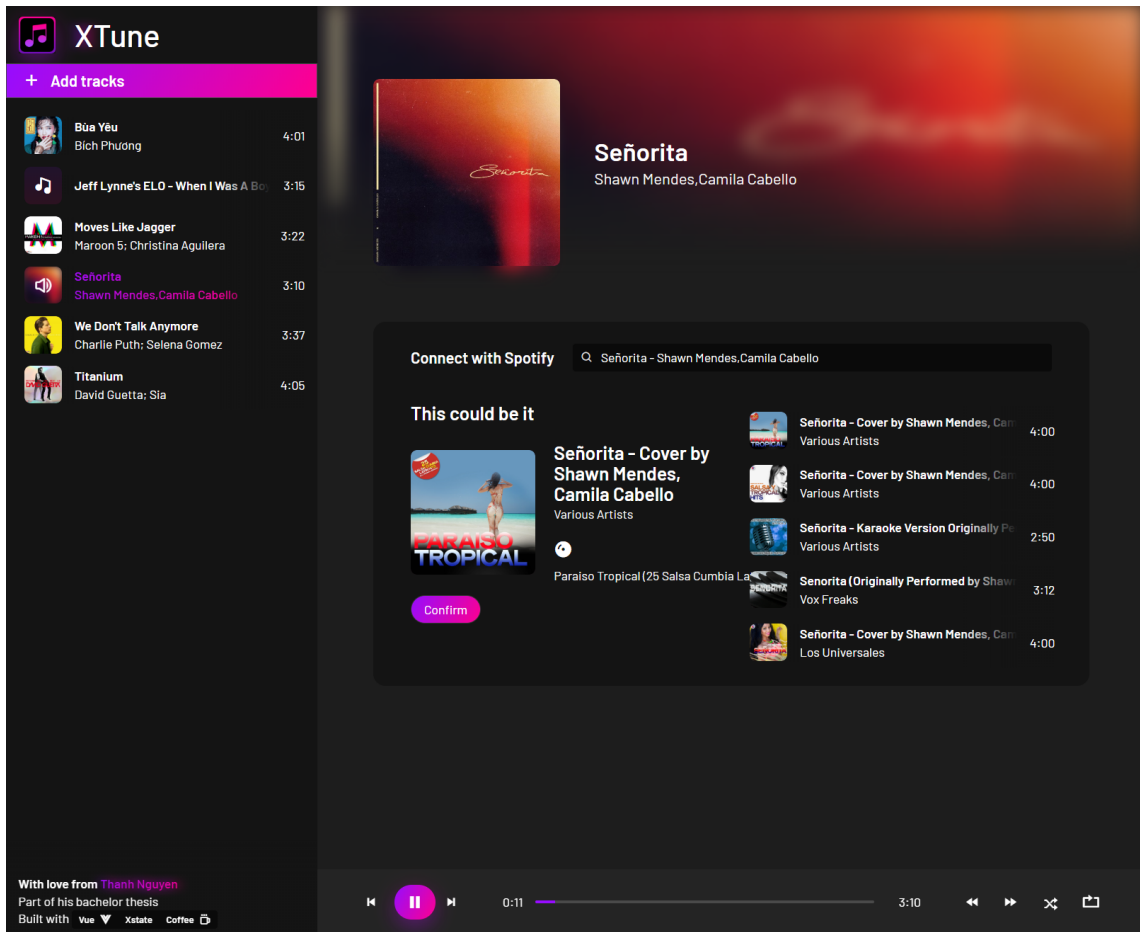 XTune
+ Add tracks
Bùa Yêu
Bích Phương
4:01
Jeff Lynne's ELO - When I Was A Boy
3:15
Moves Like Jagger
Maroon 5; Christina Aguilera
3:22
Señorita
Shawn Mendes,Camila Cabello
3:10
We Don't Talk Anymore
Charlie Puth; Selena Gomez
3:37
Titanium
David Guetta; Sia
4:05
With love from Thanh Nguyen
Part of his bachelor thesis
Built with Vue Xstate Coffee
Señorita
Señorita
Shawn Mendes,Camila Cabello
Connect with Spotify
Señorita - Shawn Mendes,Camila Cabello
This could be it
PARAISO
TROPICAL
Señorita - Cover by
Shawn Mendes,
Camila Cabello
Various Artists
Paraiso Tropical (25 Salsa Cumbia La
Confirm
Señorita - Cover by Shawn Mendes, Cam
Various Artists
4:00
Señorita - Cover by Shawn Mendes, Cam
Various Artists
4:00
Señorita - Karaoke Version Originally Pe
Various Artists
2:50
Senorita (Originally Performed by Shawn
Vox Freaks
3:12
Señorita - Cover by Shawn Mendes, Cam
Los Universales
4:00
0:11
3:10